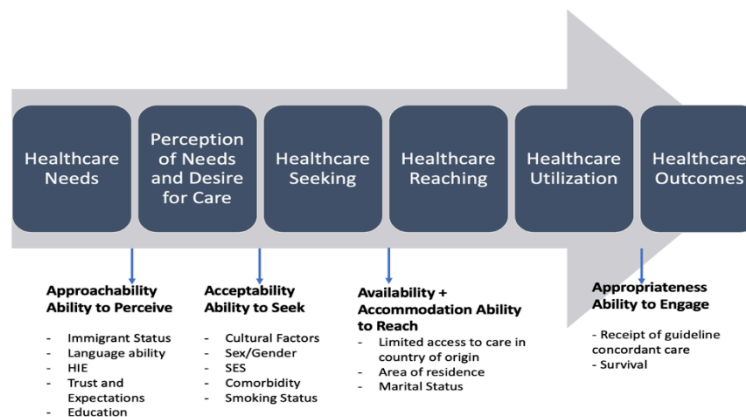 Healthcare
Needs
Perception
of Needs
and Desire
for Care
Healthcare
Seeking
Healthcare
Reaching
Healthcare
Utilization
Healthcare
Outcomes
Approachability
Ability to Perceive
- Immigrant Status
- Language ability
- HIE
- Trust and
Expectations
- Education
Acceptability
Ability to Seek
- Cultural Factors
- Sex/Gender
- SES
- Comorbidity
- Smoking Status
Availability +
Accommodation Ability
to Reach
- Limited access to care in
country of origin
- Area of residence
- Marital Status
Appropriateness
Ability to Engage
- Receipt of guideline
concordant care
- Survival